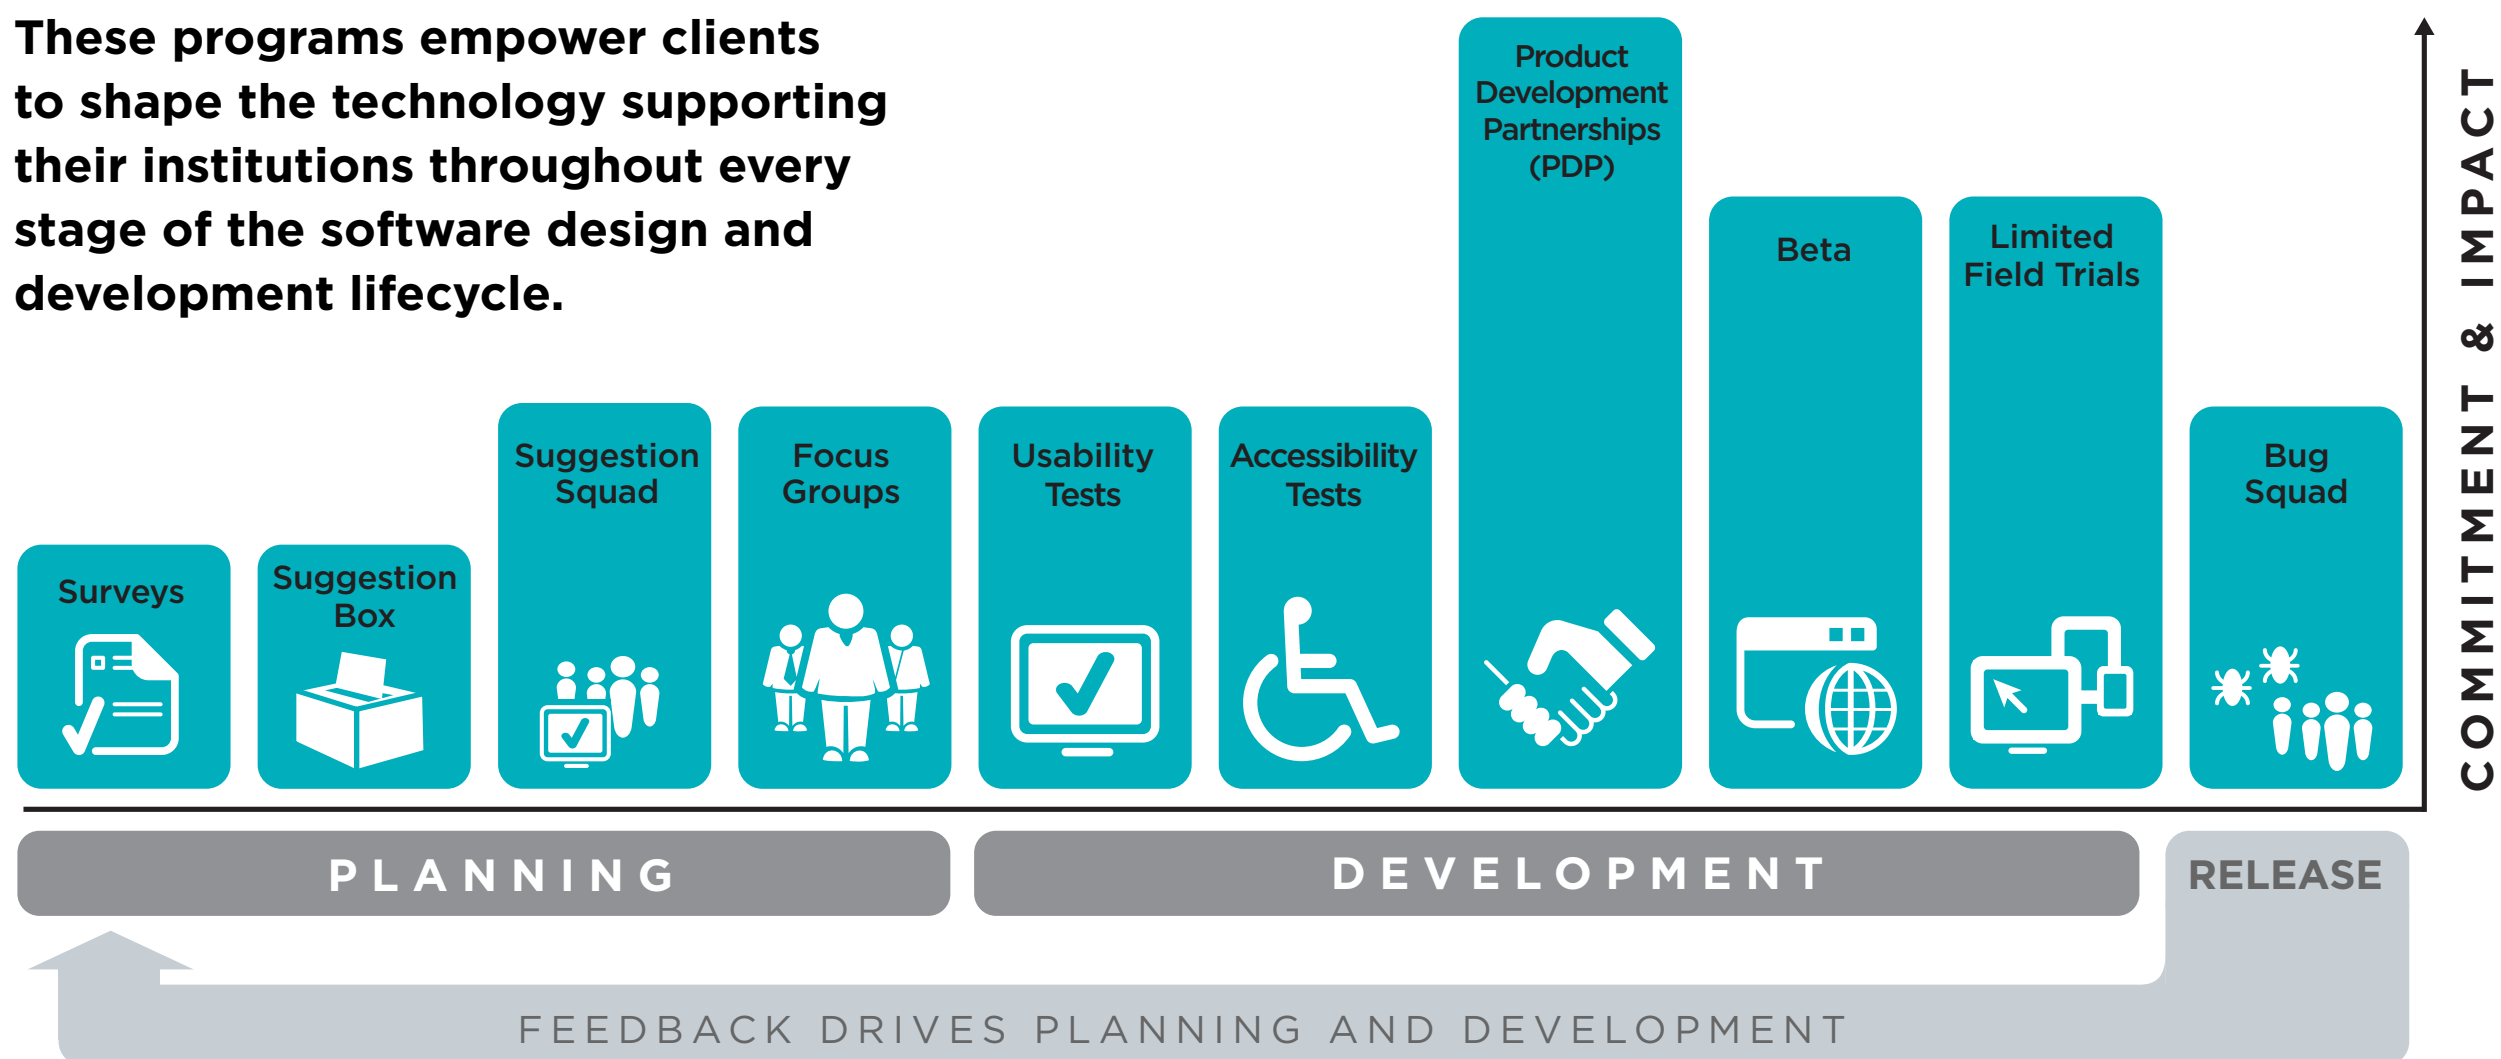 These programs empower clients
to shape the technology supporting
their institutions throughout every
stage of the software design and
development lifecycle.
Surveys
Suggestion
Box
Suggestion
Squad
Focus
Groups
Usability
Tests
Accessibility
Tests
Product
Development
Partnerships
(PDP)
Beta
Limited
Field Trials
Bug
Squad
COMMITMENT & IMPACT
PLANNING
DEVELOPMENT
RELEASE
FEEDBACK DRIVES PLANNING AND DEVELOPMENT